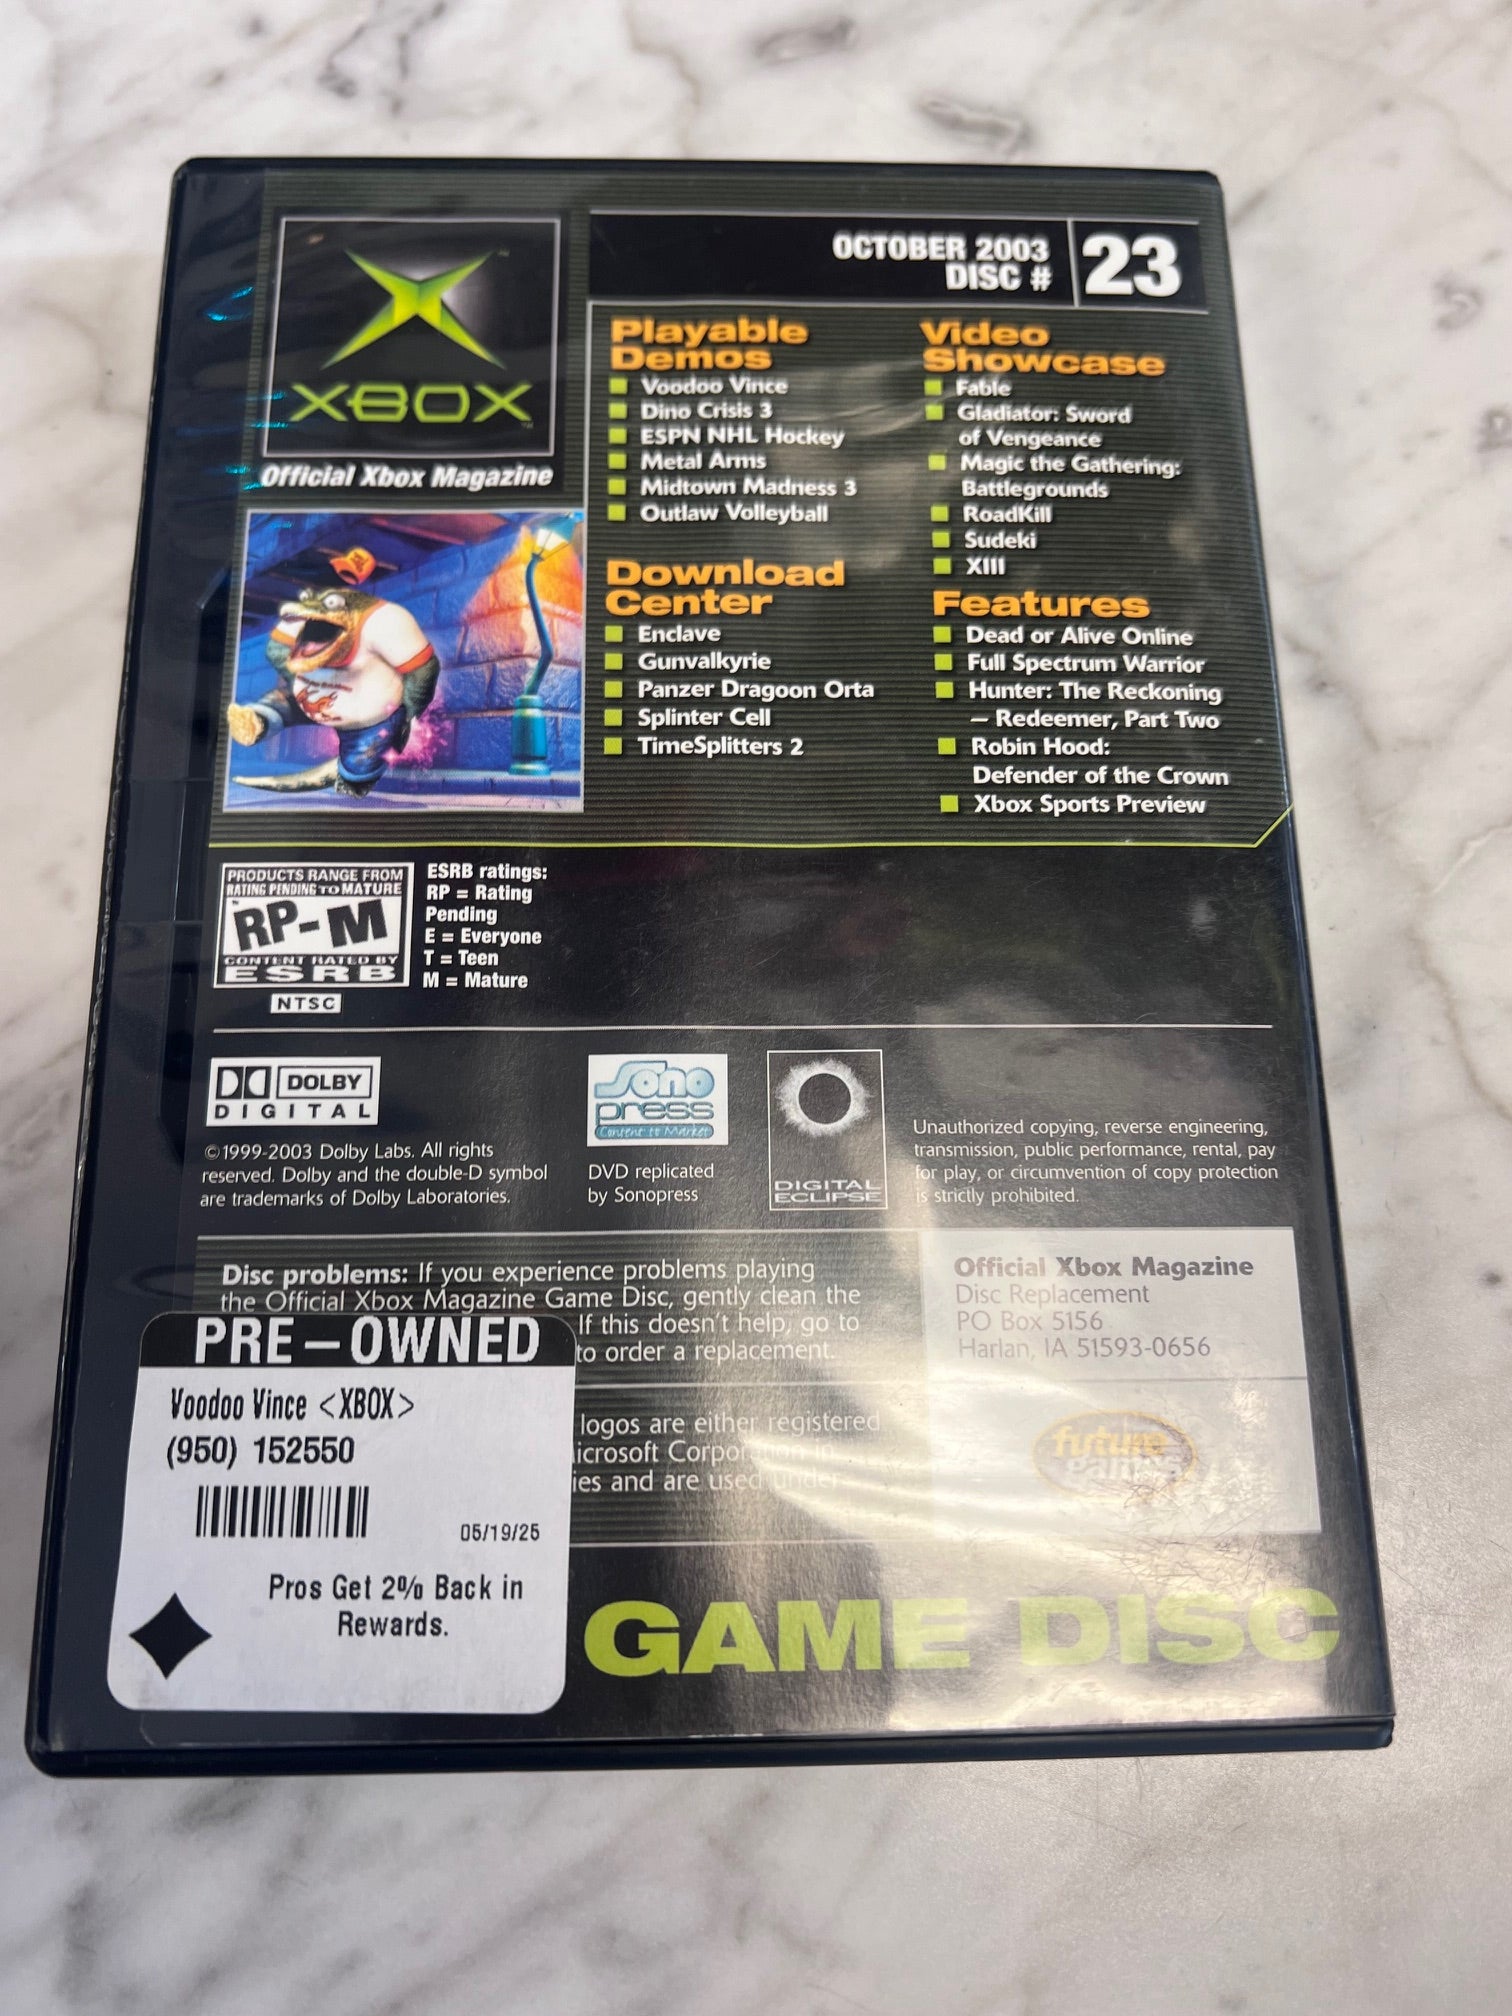 XBOX™
Official Xbox Magazine
OCTOBER 2003
DISC #
23
Playable
Demos
Voodoo Vince
Dino Crisis 3
ESPN NHL Hockey
Metal Arms
Midtown Madness 3
Outlaw Volleyball
Download
Center
Enclave
Gunvalkyrie
Panzer Dragoon Orta
Splinter Cell
TimeSplitters 2
Video
Showcase
Fable
Gladiator: Sword
of Vengeance
Magic the Gathering:
Battlegrounds
RoadKill
Sudeki
XIII
Features
Dead or Alive Online
Full Spectrum Warrior
Hunter: The Reckoning
– Redeemer, Part Two
Robin Hood:
Defender of the Crown
Xbox Sports Preview
PRODUCTS RANGE FROM
RATING PENDING TO MATURE
RP-M
CONTENT RATED BY
ESRB
NTSC
ESRB ratings:
RP = Rating
Pending
E = Everyone
T = Teen
M = Mature
DOLBY
DIGITAL
©1999-2003 Dolby Labs. All rights
reserved. Dolby and the double-D symbol
are trademarks of Dolby Laboratories.
Sono
press
Content to Market
DVD replicated
by Sonopress
DIGITAL
ECLIPSE
Unauthorized copying, reverse engineering,
transmission, public performance, rental, pay
for play, or circumvention of copy protection
is strictly prohibited.
Disc problems: If you experience problems playing
the Official Xbox Magazine Game Disc, gently clean the
If this doesn't help, go to
to order a replacement.
logos are either registered
icrosoft Corporation in
ies and are used under
Official Xbox Magazine
Disc Replacement
PO Box 5156
Harlan, IA 51593-0656
future
games
PRE-OWNED
Voodoo Vince <XBOX>
(950) 152550
05/19/25
Pros Get 2% Back in
Rewards.
GAME DISC